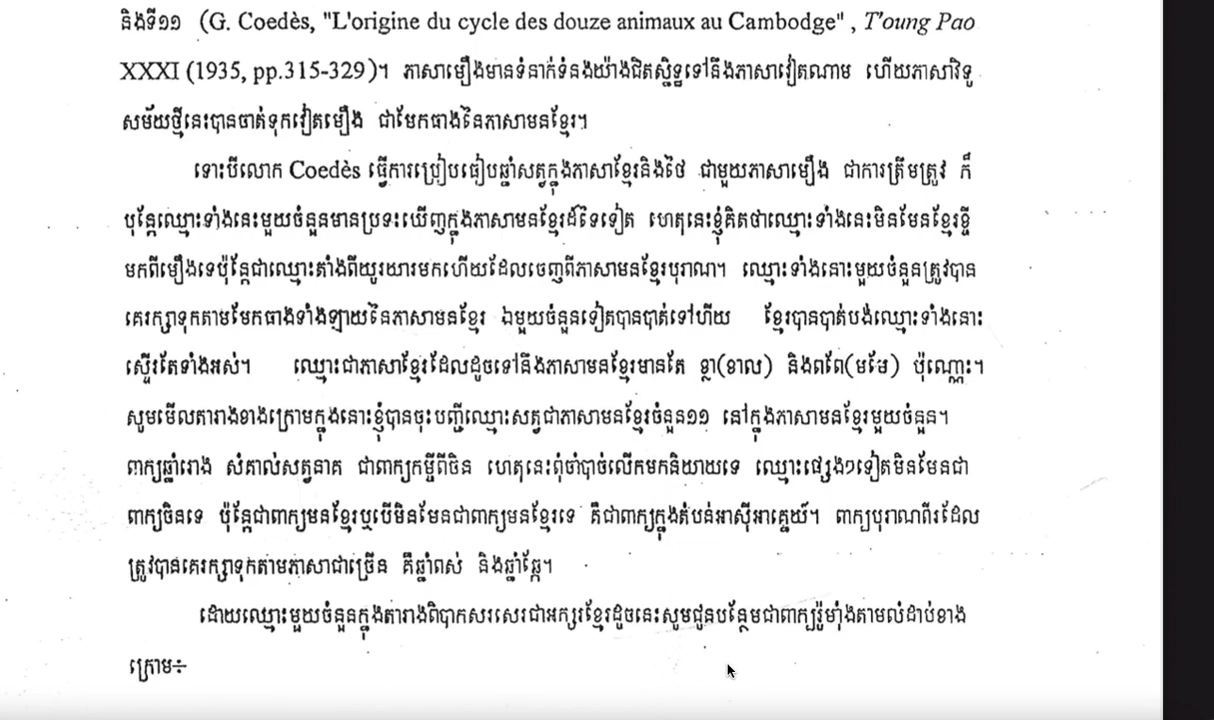 និងទី១១ (G. Coedès, "L'origine du cycle des douze animaux au Cambodge" , T'oung Pao
XXXI (1935, pp.315-329)។ ភាសាមឿងមានទំនាក់ទំនងយ៉ាងជិតស្និទ្ធទៅនឹងភាសាវៀតណាម ហើយភាសាវិទូ
សម័យថ្មីនេះបានចាត់ទុកវៀតមឿង ជាមែកធាងនៃភាសាមនខ្មែរ។
ទោះបីលោក Coedès ធ្វើការប្រៀបធៀបឆ្នាំសត្វក្នុងភាសាខ្មែរនិងថៃ ជាមួយភាសាមឿង ជាការត្រឹមត្រូវ ក៏
ប៉ុន្តែឈ្មោះទាំងនេះមួយចំនួនមានប្រទះឃើញក្នុងភាសាមនខ្មែរដ៏ទៃទៀត ហេតុនេះខ្ញុំគិតថាឈ្មោះទាំងនេះមិនមែនខ្មែរខ្ចី
មកពីមឿងទេប៉ុន្តែជាឈ្មោះតាំងពីយូរយារមកហើយដែលចេញពីភាសាមនខ្មែរបុរាណ។ ឈ្មោះទាំងនោះមួយចំនួនត្រូវបាន
គេរក្សាទុកតាមមែកធាងទាំងឡាយនៃភាសាមនខ្មែរ ឯមួយចំនួនទៀតបានបាត់ទៅហើយ ខ្មែរបានបាត់បង់ឈ្មោះទាំងនោះ
ស្ទើរតែទាំងអស់។ ឈ្មោះជាភាសាខ្មែរដែលដូចទៅនឹងភាសាមនខ្មែរមានតែ ខ្លា(ខាល) និងពពែ(មមែ) ប៉ុណ្ណោះ។
សូមមើលតារាងខាងក្រោមក្នុងនោះខ្ញុំបានចុះបញ្ជីឈ្មោះសត្វជាភាសាមនខ្មែរចំនួន១១ នៅក្នុងភាសាមនខ្មែរមួយចំនួន។
ពាក្យឆ្នាំរោង សំគាល់សត្វនាគ ជាពាក្យកម្ចីពីចិន ហេតុនេះពុំចាំបាច់លើកមកនិយាយទេ ឈ្មោះផ្សេងៗទៀតមិនមែនជា
ពាក្យចិនទេ ប៉ុន្តែជាពាក្យមនខ្មែរឬបើមិនមែនជាពាក្យមនខ្មែរទេ គឺជាពាក្យក្នុងតំបន់អាស៊ីអាគ្នេយ៍។ ពាក្យបុរាណពីរដែល
ត្រូវបានគេរក្សាទុកតាមភាសាជាច្រើន គឺឆ្នាំពស់ និងឆ្នាំឆ្កែ។
ដោយឈ្មោះមួយចំនួនក្នុងតារាងពិបាកសរសេរជាអក្សរខ្មែរដូចនេះសូមជូនបន្ថែមជាពាក្យរ៉ូម៉ាំងតាមលំដាប់ខាង
ក្រោម÷